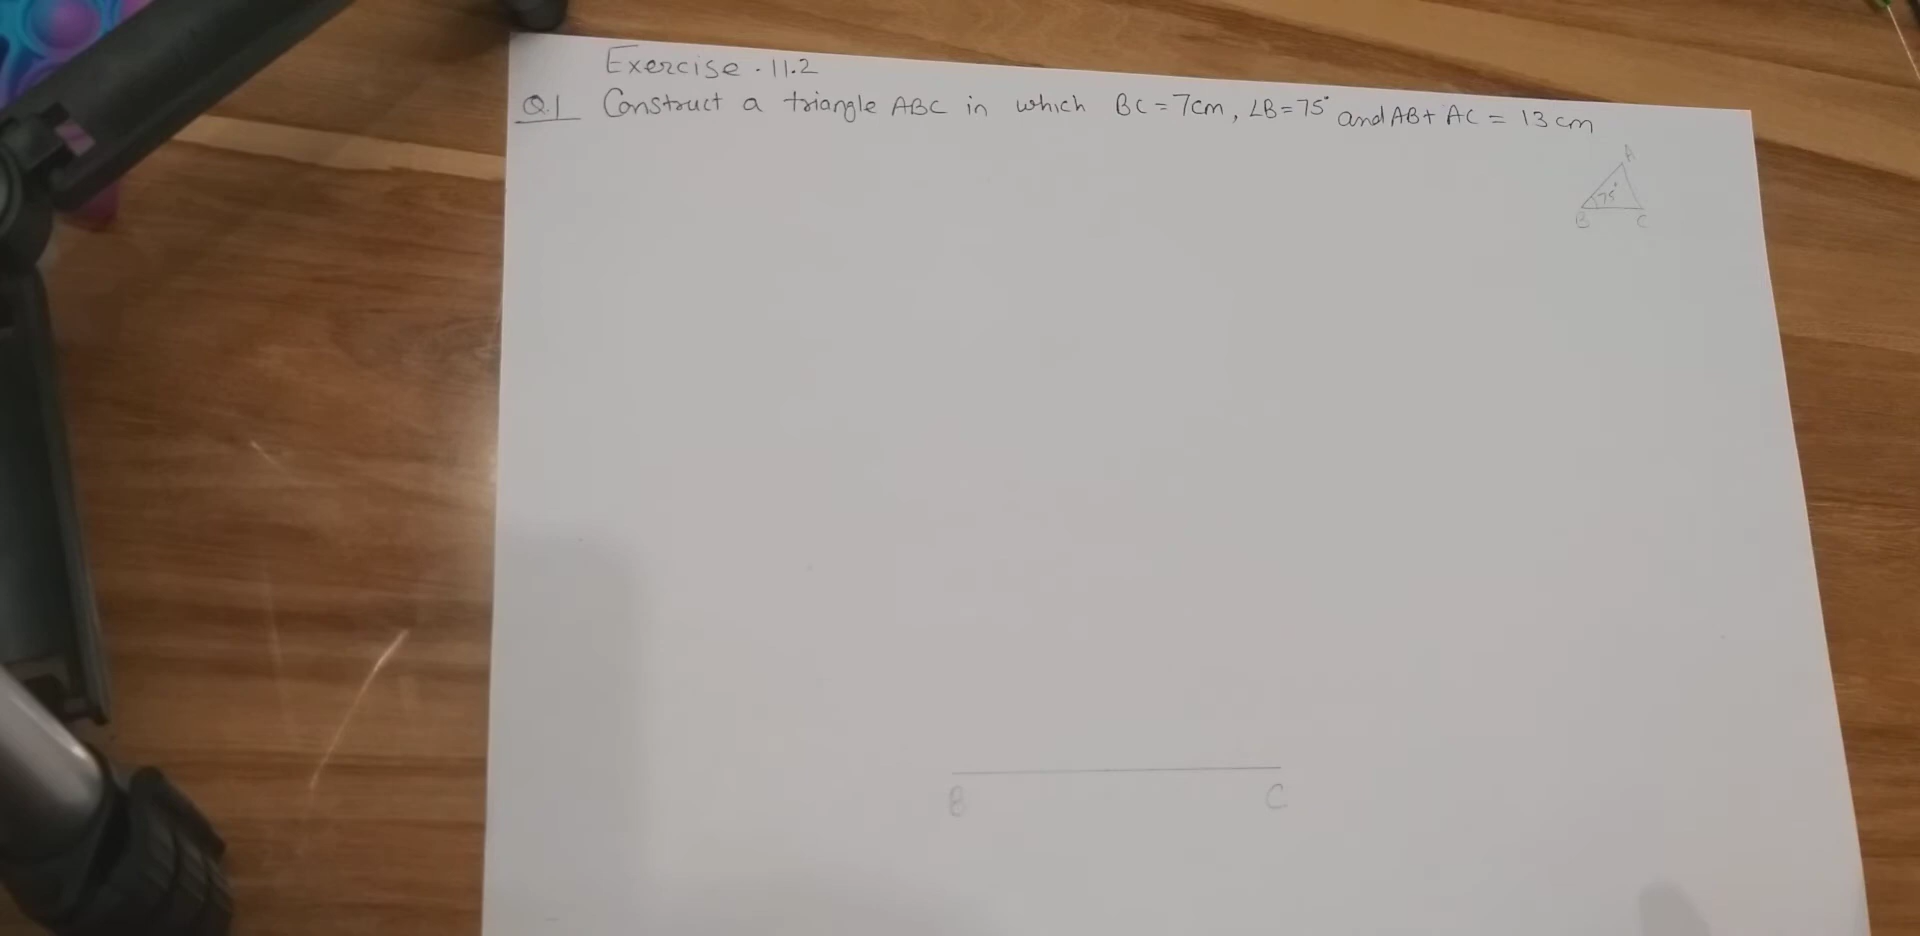 Exercise . 11.2
Q.1 Construct a triangle ABC in which BC = 7cm, ∠B = 75° and AB + AC = 13 cm
A
75°
B C
B C